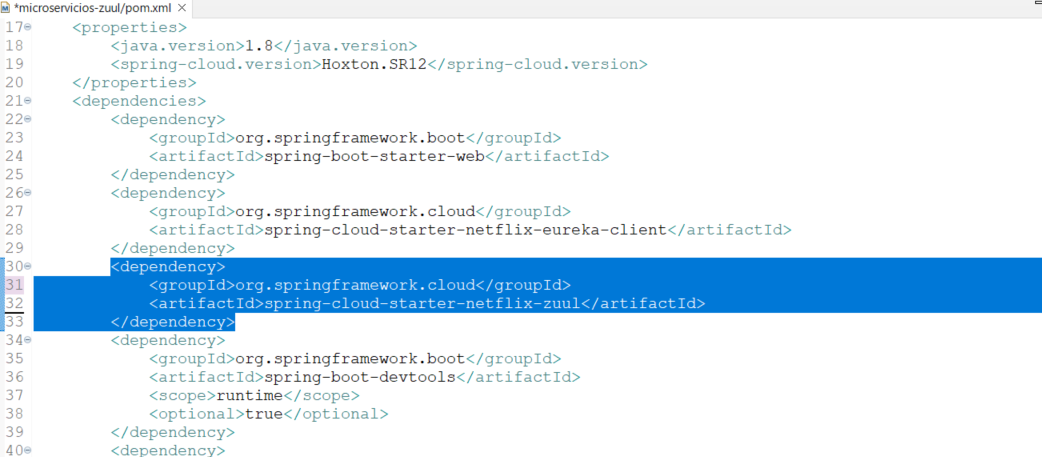 *microservicios-zuul/pom.xml
17 <properties>
18 <java.version>1.8</java.version>
19 <spring-cloud.version>Hoxton.SR12</spring-cloud.version>
20 </properties>
21 <dependencies>
22 <dependency>
23 <groupId>org.springframework.boot</groupId>
24 <artifactId>spring-boot-starter-web</artifactId>
25 </dependency>
26 <dependency>
27 <groupId>org.springframework.cloud</groupId>
28 <artifactId>spring-cloud-starter-netflix-eureka-client</artifactId>
29 </dependency>
30 <dependency>
31 <groupId>org.springframework.cloud</groupId>
32 <artifactId>spring-cloud-starter-netflix-zuul</artifactId>
33 </dependency>
34 <dependency>
35 <groupId>org.springframework.boot</groupId>
36 <artifactId>spring-boot-devtools</artifactId>
37 <scope>runtime</scope>
38 <optional>true</optional>
39 </dependency>
40 <dependency>